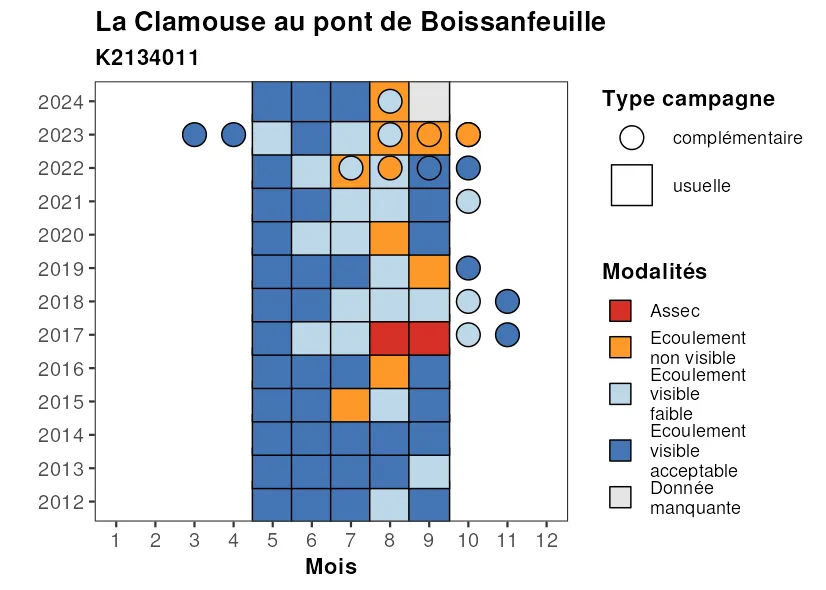 La Clamouse au pont de Boissanfeuille
K2134011
2024
2023
2022
2021
2020
2019
2018
2017
2016
2015
2014
2013
2012
1 2 3 4 5 6 7 8 9 10 11 12
Mois
Type campagne
complémentaire
usuelle
Modalités
Assec
Ecoulement
non visible
Ecoulement
visible
faible
Ecoulement
visible
acceptable
Donnée
manquante